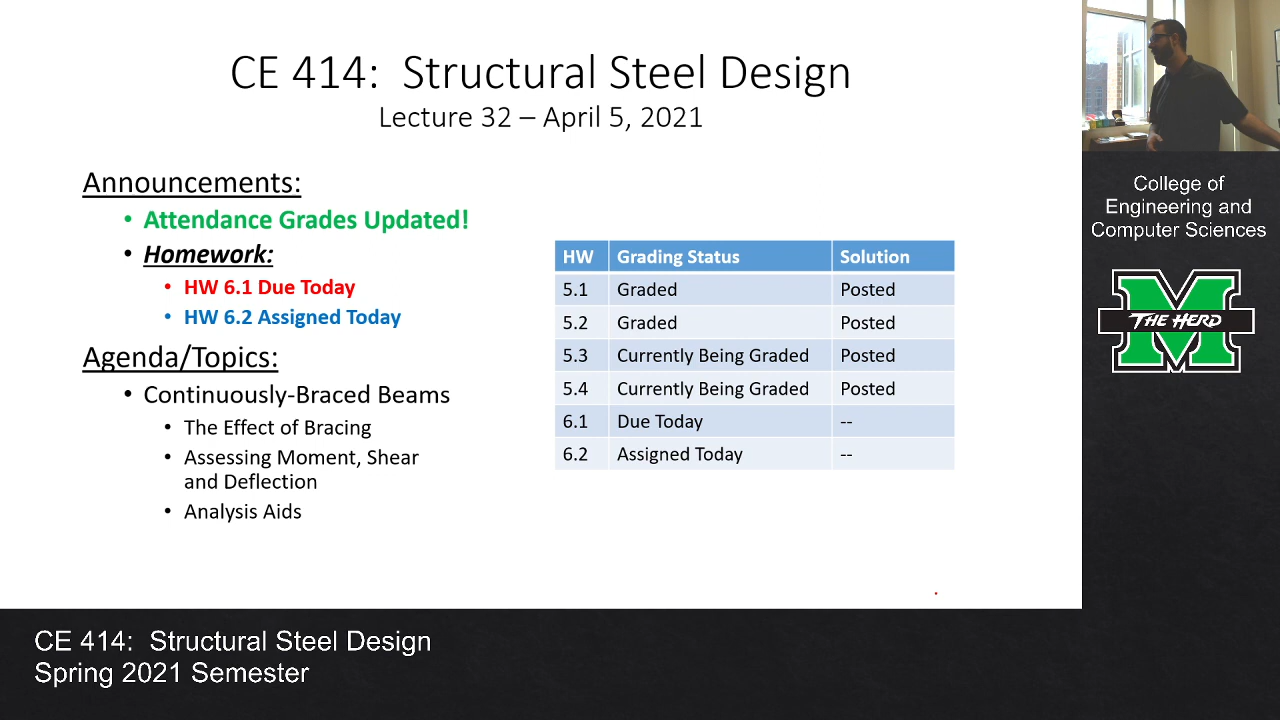 CE 414:  Structural Steel Design
Lecture 32 – April 5, 2021
Announcements:
• Attendance Grades Updated!
• Homework:
• HW 6.1 Due Today
• HW 6.2 Assigned Today
Agenda/Topics:
• Continuously-Braced Beams
• The Effect of Bracing
• Assessing Moment, Shear
and Deflection
• Analysis Aids
HW Grading Status Solution
5.1 Graded Posted
5.2 Graded Posted
5.3 Currently Being Graded Posted
5.4 Currently Being Graded Posted
6.1 Due Today --
6.2 Assigned Today --
College of
Engineering and
Computer Sciences
THE HERD
CE 414:  Structural Steel Design
Spring 2021 Semester